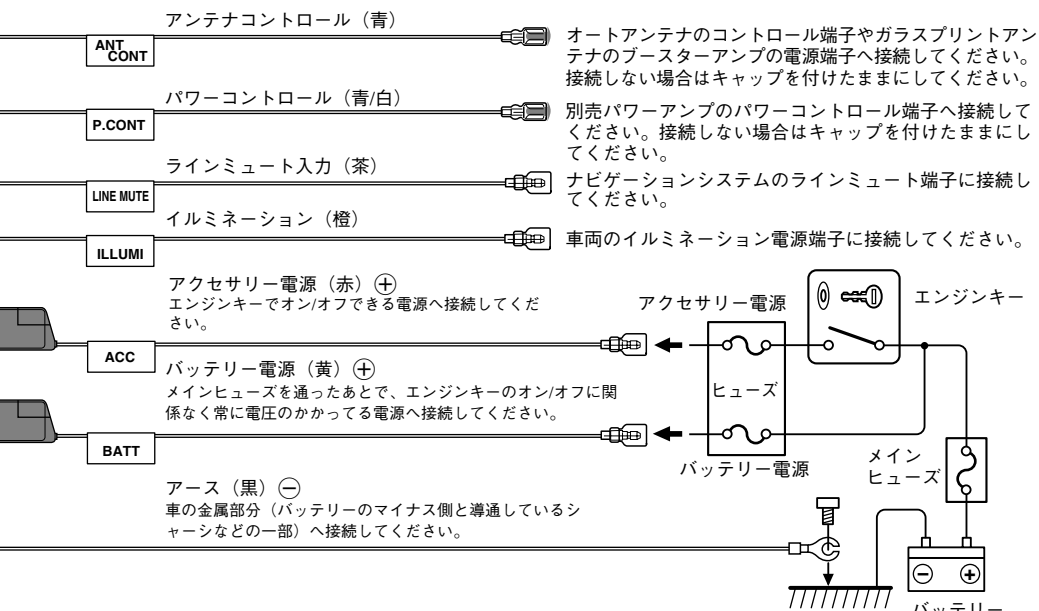 アンテナコントロール（青）
ANT
CONT
オートアンテナのコントロール端子やガラスプリントアン
テナのブースターアンプの電源端子へ接続してください。
接続しない場合はキャップを付けたままにしてください。
パワーコントロール（青/白）
P.CONT
別売パワーアンプのパワーコントロール端子へ接続して
ください。接続しない場合はキャップを付けたままにし
てください。
ラインミュート入力（茶）
LINE MUTE
ナビゲーションシステムのラインミュート端子に接続し
てください。
イルミネーション（橙）
ILLUMI
車両のイルミネーション電源端子に接続してください。
アクセサリー電源（赤）⊕
エンジンキーでオン/オフできる電源へ接続してくだ
さい。
ACC
アクセサリー電源
エンジンキー
ヒューズ
バッテリー電源（黄）⊕
メインヒューズを通ったあとで、エンジンキーのオン/オフに関
係なく常に電圧のかかってる電源へ接続してください。
BATT
バッテリー電源
メイン
ヒューズ
アース（黒）⊖
車の金属部分（バッテリーのマイナス側と導通しているシ
ャーシなどの一部）へ接続してください。
⊖ ⊕
バッテリー